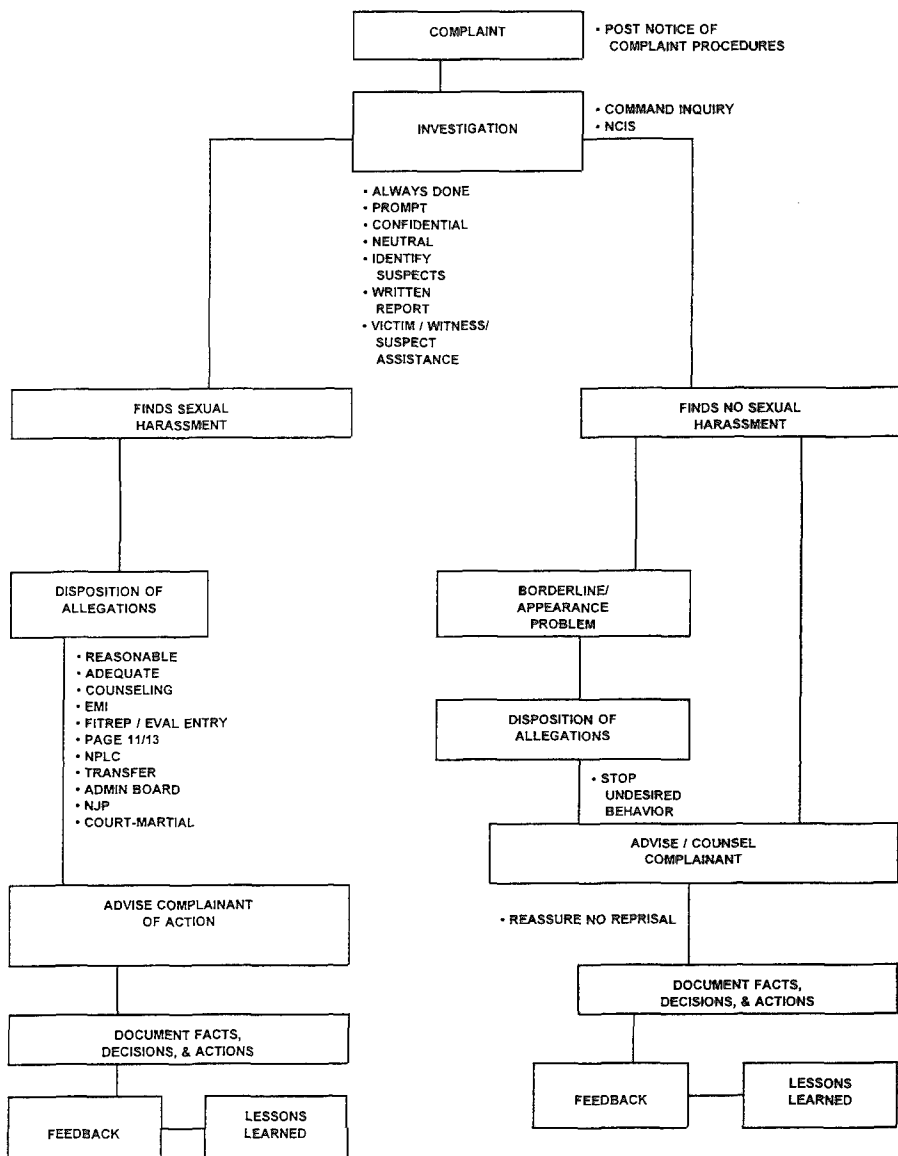 COMPLAINT
• POST NOTICE OF
COMPLAINT PROCEDURES
INVESTIGATION
• COMMAND INQUIRY
• NCIS
• ALWAYS DONE
• PROMPT
• CONFIDENTIAL
• NEUTRAL
• IDENTIFY
SUSPECTS
• WRITTEN
REPORT
• VICTIM / WITNESS/
SUSPECT
ASSISTANCE
FINDS SEXUAL
HARASSMENT
FINDS NO SEXUAL
HARASSMENT
DISPOSITION OF
ALLEGATIONS
• REASONABLE
• ADEQUATE
• COUNSELING
• EMI
• FITREP / EVAL ENTRY
• PAGE 11/13
• NPLC
• TRANSFER
• ADMIN BOARD
• NJP
• COURT-MARTIAL
BORDERLINE/
APPEARANCE
PROBLEM
DISPOSITION OF
ALLEGATIONS
• STOP
UNDESIRED
BEHAVIOR
ADVISE / COUNSEL
COMPLAINANT
ADVISE COMPLAINANT
OF ACTION
• REASSURE NO REPRISAL
DOCUMENT FACTS,
DECISIONS, & ACTIONS
DOCUMENT FACTS,
DECISIONS, & ACTIONS
FEEDBACK
LESSONS
LEARNED
FEEDBACK
LESSONS
LEARNED